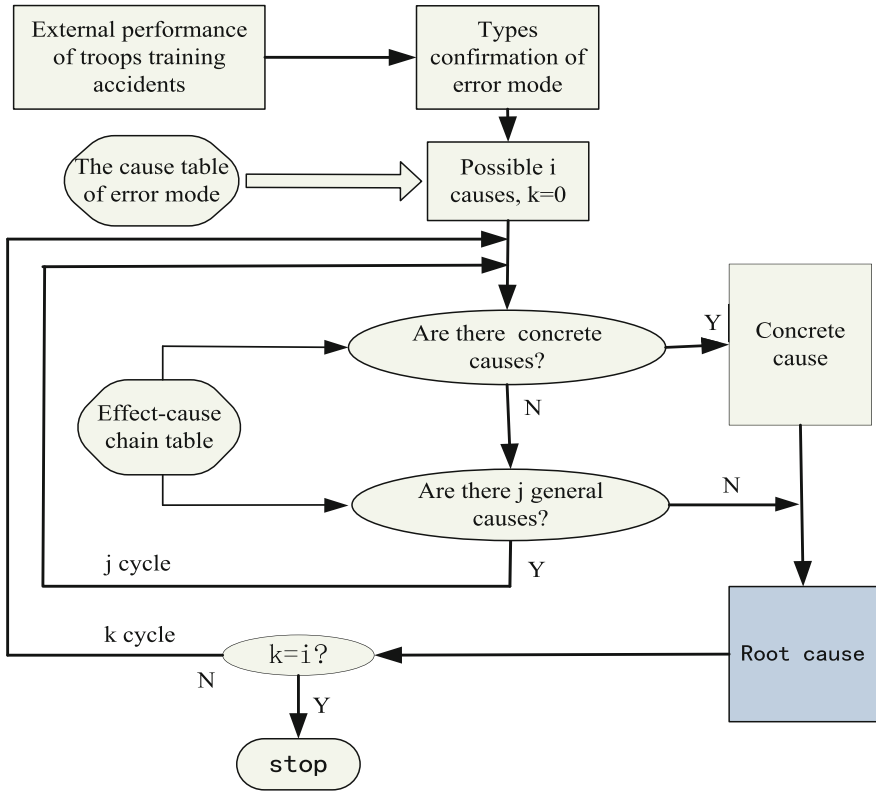 External performance
of troops training
accidents
Types
confirmation of
error mode
The cause table
of error mode
Possible i
causes, k=0
Are there concrete
causes?
Y
Concrete
cause
N
Effect-cause
chain table
Are there j general
causes?
N
j cycle
Y
k cycle
k=i?
Root cause
N
Y
stop